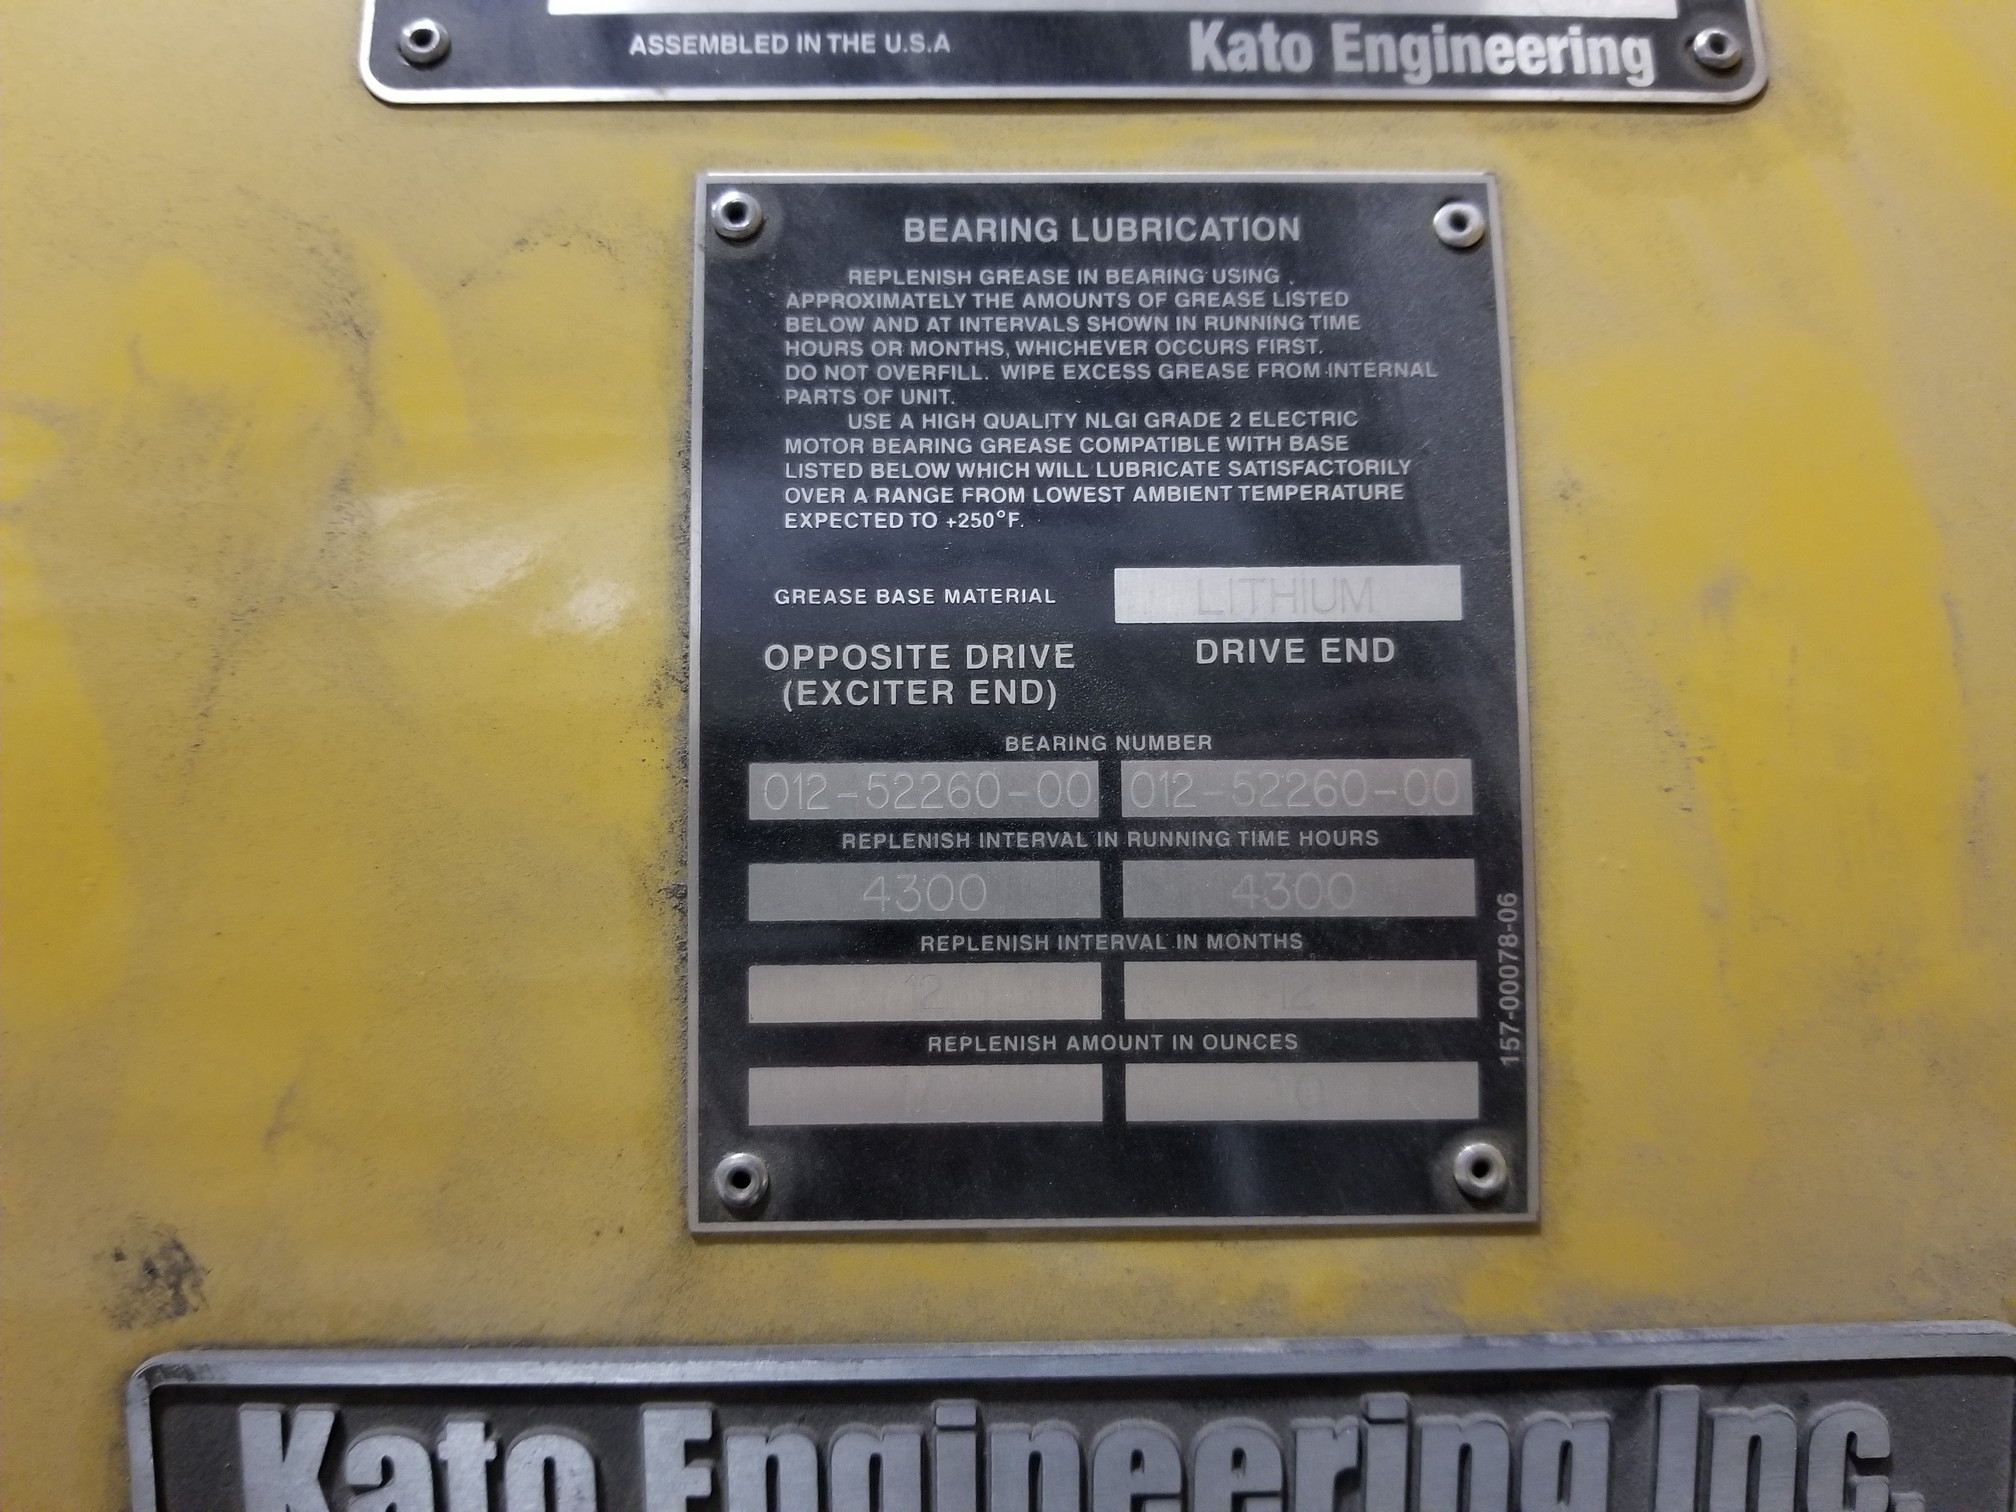 ASSEMBLED IN THE U.S.A
Kato Engineering
BEARING LUBRICATION
REPLENISH GREASE IN BEARING USING
APPROXIMATELY THE AMOUNTS OF GREASE LISTED
BELOW AND AT INTERVALS SHOWN IN RUNNING TIME
HOURS OR MONTHS, WHICHEVER OCCURS FIRST.
DO NOT OVERFILL. WIPE EXCESS GREASE FROM INTERNAL
PARTS OF UNIT.
USE A HIGH QUALITY NLGI GRADE 2 ELECTRIC
MOTOR BEARING GREASE COMPATIBLE WITH BASE
LISTED BELOW WHICH WILL LUBRICATE SATISFACTORILY
OVER A RANGE FROM LOWEST AMBIENT TEMPERATURE
EXPECTED TO +250°F.
GREASE BASE MATERIAL LITHIUM
OPPOSITE DRIVE
(EXCITER END)
DRIVE END
BEARING NUMBER
012-52260-00 012-52260-00
REPLENISH INTERVAL IN RUNNING TIME HOURS
4300 4300
REPLENISH INTERVAL IN MONTHS
12 12
REPLENISH AMOUNT IN OUNCES
157-00078-06
Kato Engineering Inc.